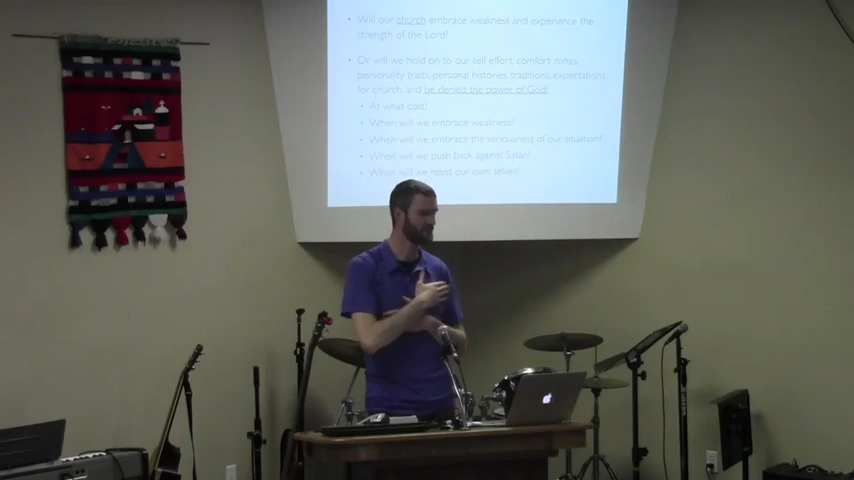 • Will our church embrace weakness and experience the
strength of the Lord?
• Or will we hold on to our self effort, comfort zones,
personality traits, personal histories, traditions, expectations
for church, and be denied the power of God?
• At what cost?
• When will we embrace weakness?
• When will we embrace the seriousness of our situation?
• When will we push back against Satan?
• When will we resist our own selves?